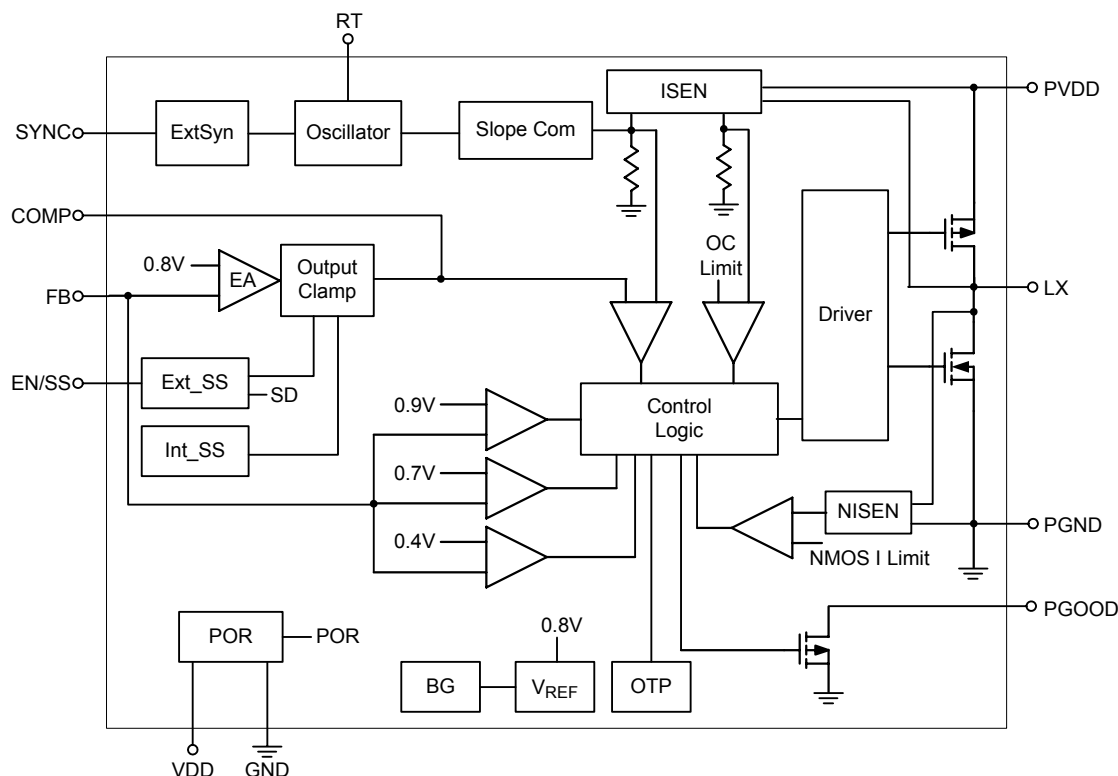 RT
ISEN
PVDD
SYNC
ExtSyn
Oscillator
Slope Com
COMP
OC
Limit
0.8V
EA
Output
Clamp
FB
LX
Driver
EN/SS
Ext_SS
SD
0.9V
Control
Logic
Int_SS
0.7V
NISEN
0.4V
PGND
NMOS I Limit
PGOOD
POR
POR
0.8V
BG
VREF
OTP
VDD
GND